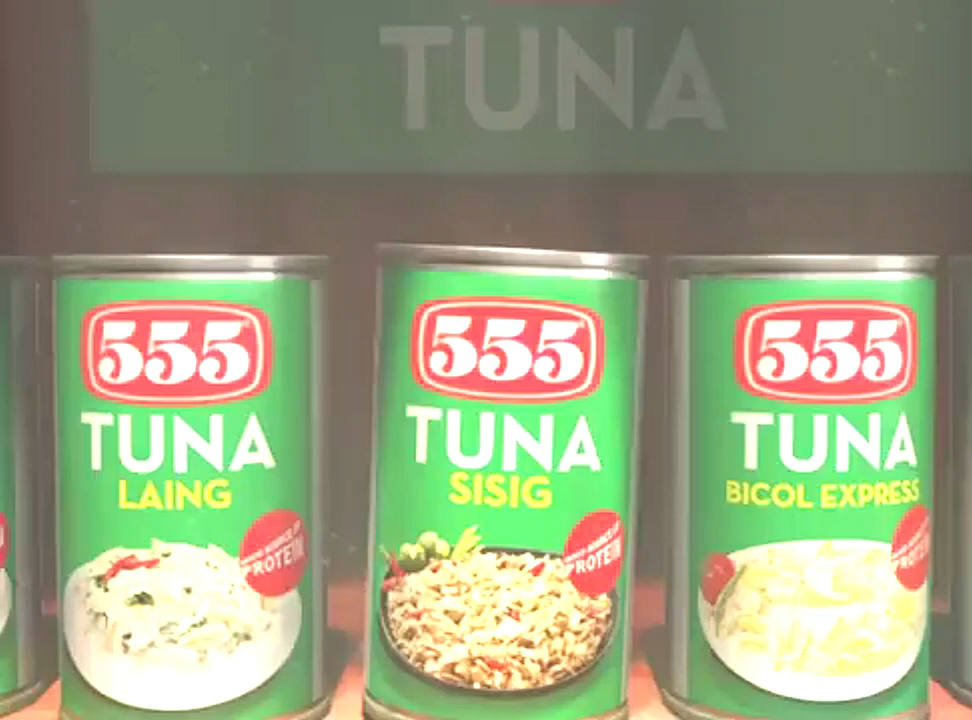 TUNA
555
TUNA
LAING
PROTEIN
555
TUNA
SISIG
PROTEIN
555
TUNA
BICOL EXPRESS